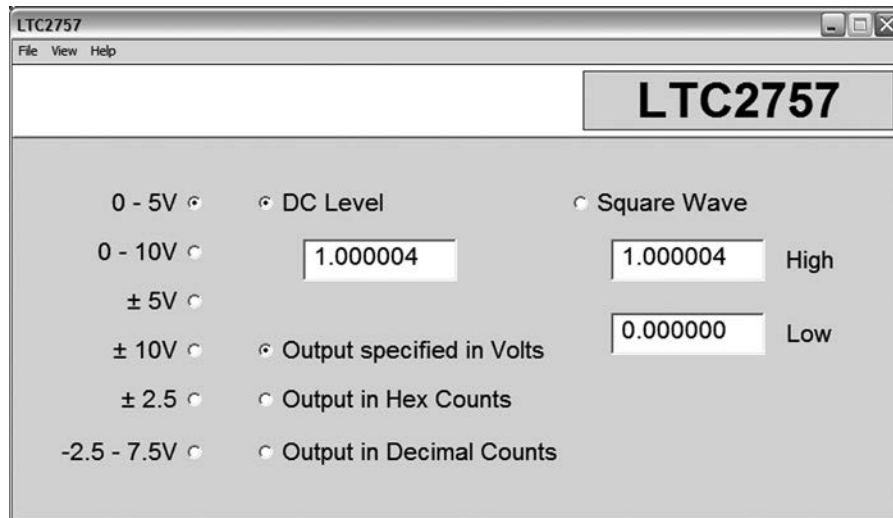 LTC2757
File View Help
LTC2757
0 - 5V DC Level Square Wave
0 - 10V 1.000004 1.000004 High
± 5V
0.000000 Low
± 10V Output specified in Volts
± 2.5 Output in Hex Counts
-2.5 - 7.5V Output in Decimal Counts